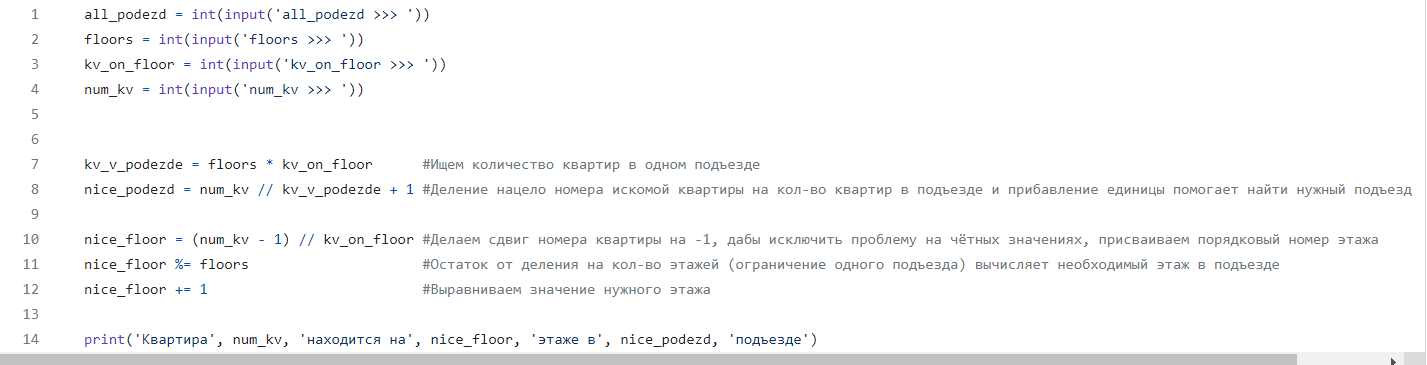 1 all_podezd = int(input('all_podezd >>> '))
2 floors = int(input('floors >>> '))
3 kv_on_floor = int(input('kv_on_floor >>> '))
4 num_kv = int(input('num_kv >>> '))
5
6
7 kv_v_podezde = floors * kv_on_floor #Ищем количество квартир в одном подъезде
8 nice_podezd = num_kv // kv_v_podezde + 1 #Деление нацело номера искомой квартиры на кол-во квартир в подъезде и прибавление единицы помогает найти нужный подъезд
9
10 nice_floor = (num_kv - 1) // kv_on_floor #Делаем сдвиг номера квартиры на -1, дабы исключить проблему на чётных значениях, присваиваем порядковый номер этажа
11 nice_floor %= floors #Остаток от деления на кол-во этажей (ограничение одного подъезда) вычисляет необходимый этаж в подъезде
12 nice_floor += 1 #Выравниваем значение нужного этажа
13
14 print('Квартира', num_kv, 'находится на', nice_floor, 'этаже в', nice_podezd, 'подъезде')